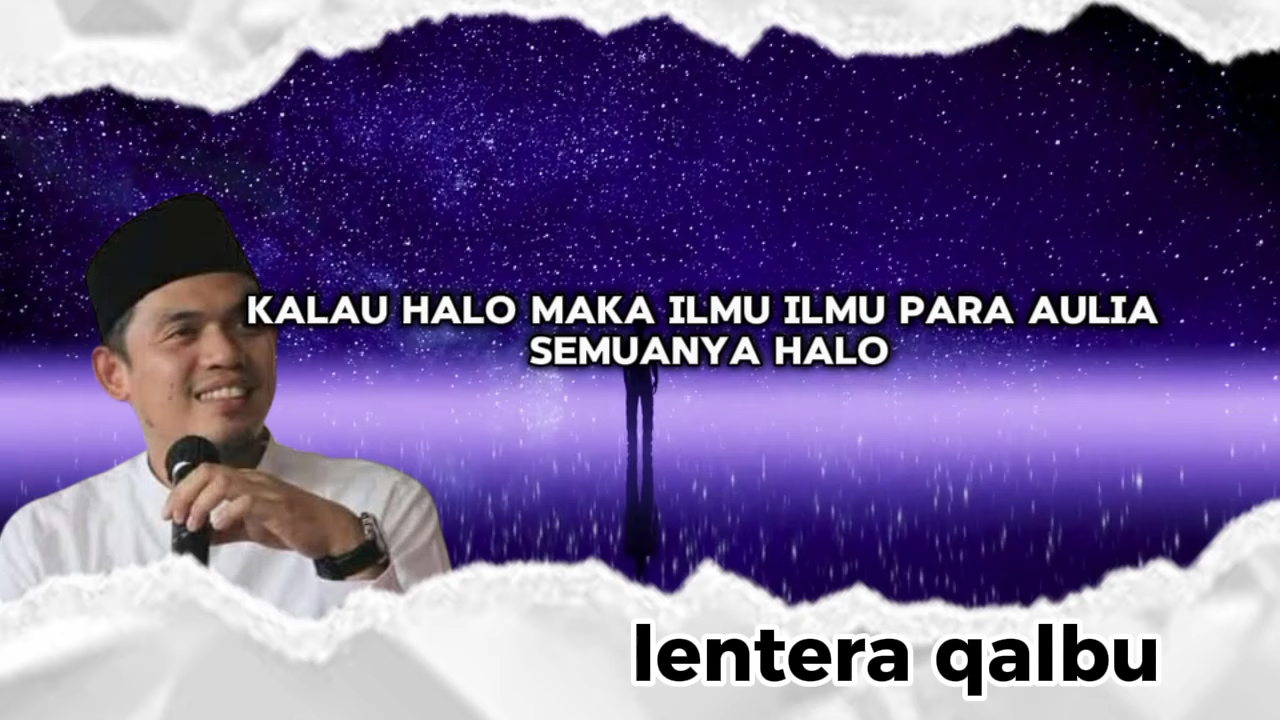 KALAU HALO MAKA ILMU ILMU PARA AULIA
SEMUANYA HALO
lentera qalbu